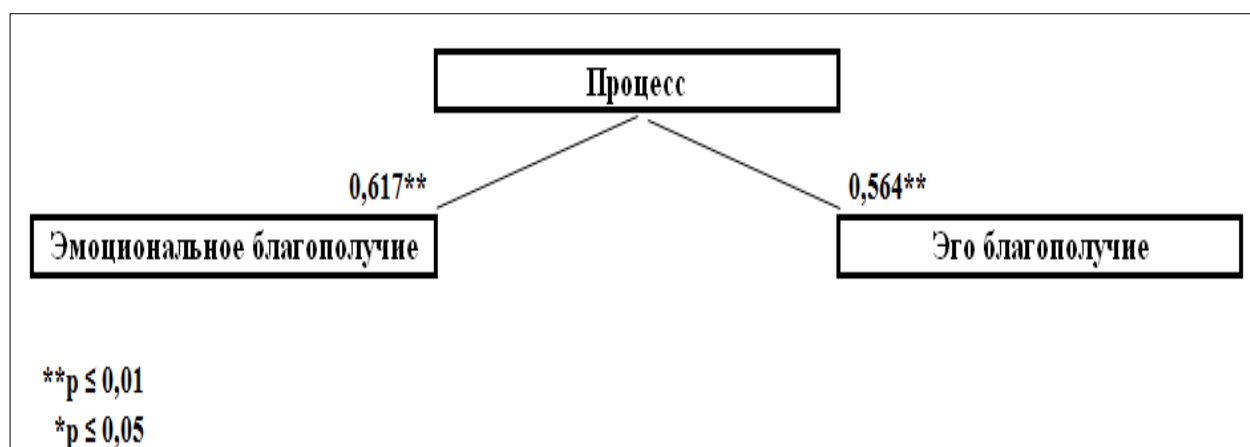 Процесс
0,617**
0,564**
Эмоциональное благополучие
Эго благополучие
**p ≤ 0,01
*p ≤ 0,05